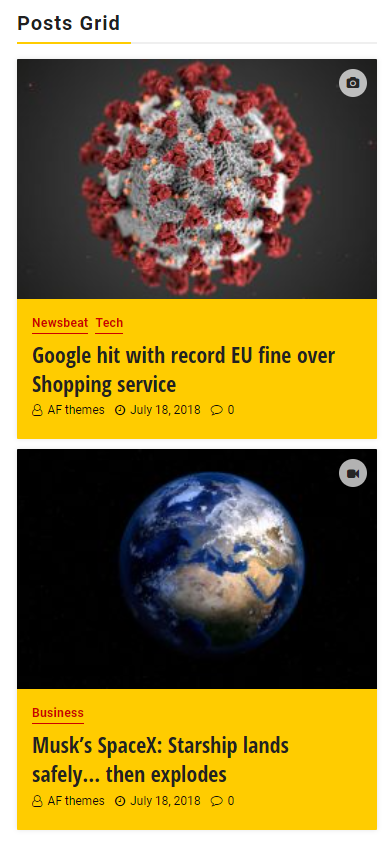 Posts Grid
Newsbeat Tech
Google hit with record EU fine over
Shopping service
AF themes July 18, 2018 0
Business
Musk’s SpaceX: Starship lands
safely… then explodes
AF themes July 18, 2018 0